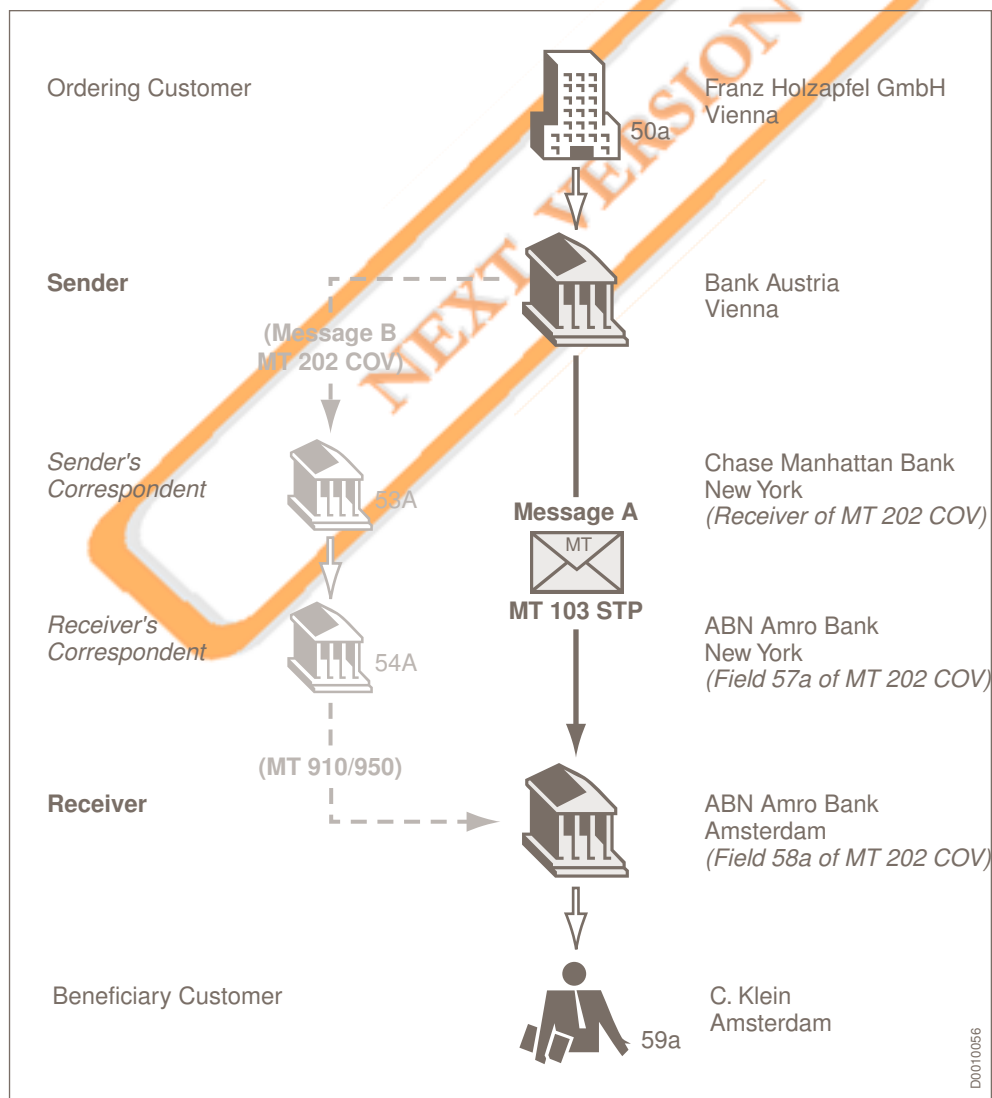 Ordering Customer
Franz Holzapfel GmbH
Vienna
50a
NEXT VERSION
Sender
Bank Austria
Vienna
(Message B
MT 202 COV)
Sender's
Correspondent
53A
Chase Manhattan Bank
New York
(Receiver of MT 202 COV)
Message A
MT
MT 103 STP
Receiver's
Correspondent
54A
ABN Amro Bank
New York
(Field 57a of MT 202 COV)
(MT 910/950)
Receiver
ABN Amro Bank
Amsterdam
(Field 58a of MT 202 COV)
Beneficiary Customer
59a
C. Klein
Amsterdam
D0010056